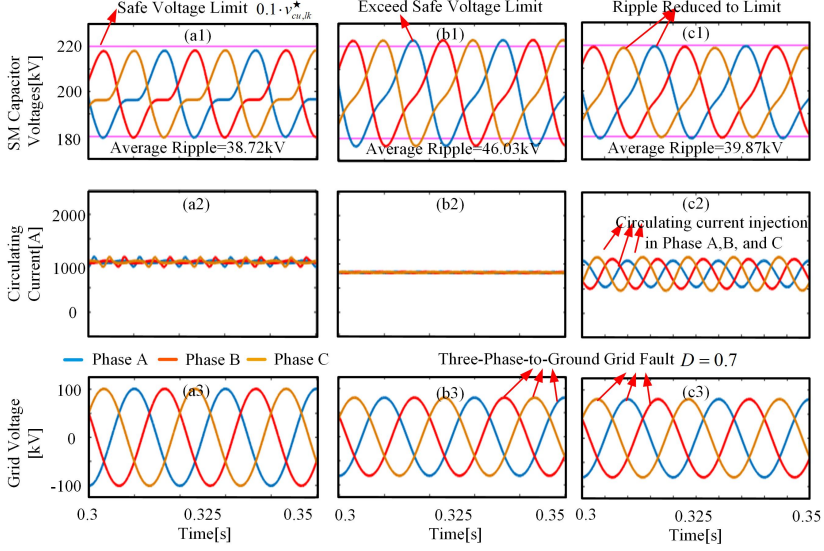 Safe Voltage Limit 0.1·v★cu,jk
Exceed Safe Voltage Limit
Ripple Reduced to Limit
(a1)
(b1)
(c1)
SM Capacitor
Voltages[kV]
220
200
180
Average Ripple=38.72kV
Average Ripple=46.03kV
Average Ripple=39.87kV
(a2)
(b2)
(c2)
Circulating
Current[A]
2000
1000
0
Circulating current injection
in Phase A,B, and C
Phase A Phase B Phase C
Three-Phase-to-Ground Grid Fault D = 0.7
(a3)
(b3)
(c3)
Grid Voltage
[kV]
100
0
-100
0.3 0.325 0.35 0.3 0.325 0.35 0.3 0.325 0.35
Time[s] Time[s] Time[s]